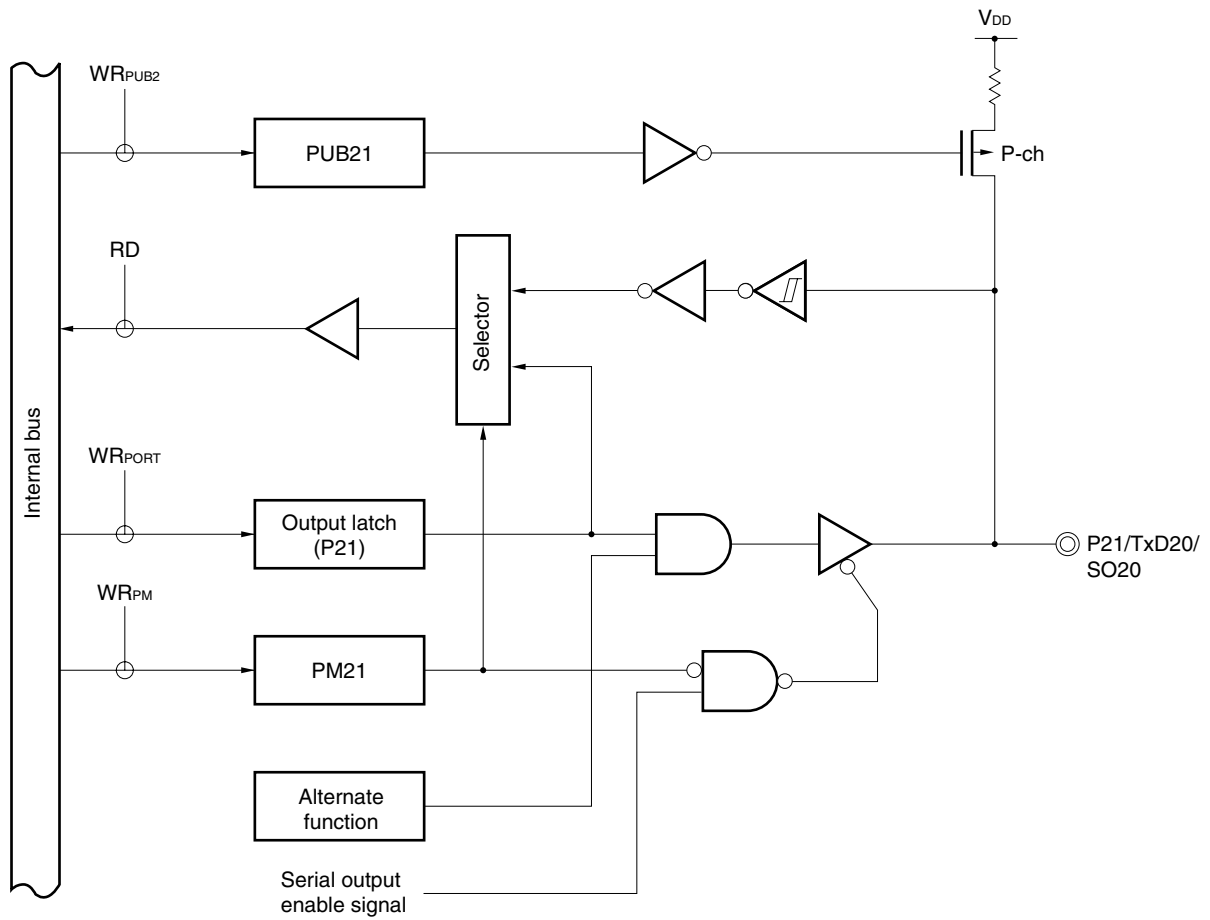 VDD
WRPUB2
PUB21
P-ch
RD
Selector
Internal bus
WRPORT
Output latch
(P21)
P21/TxD20/
SO20
WRPM
PM21
Alternate
function
Serial output
enable signal